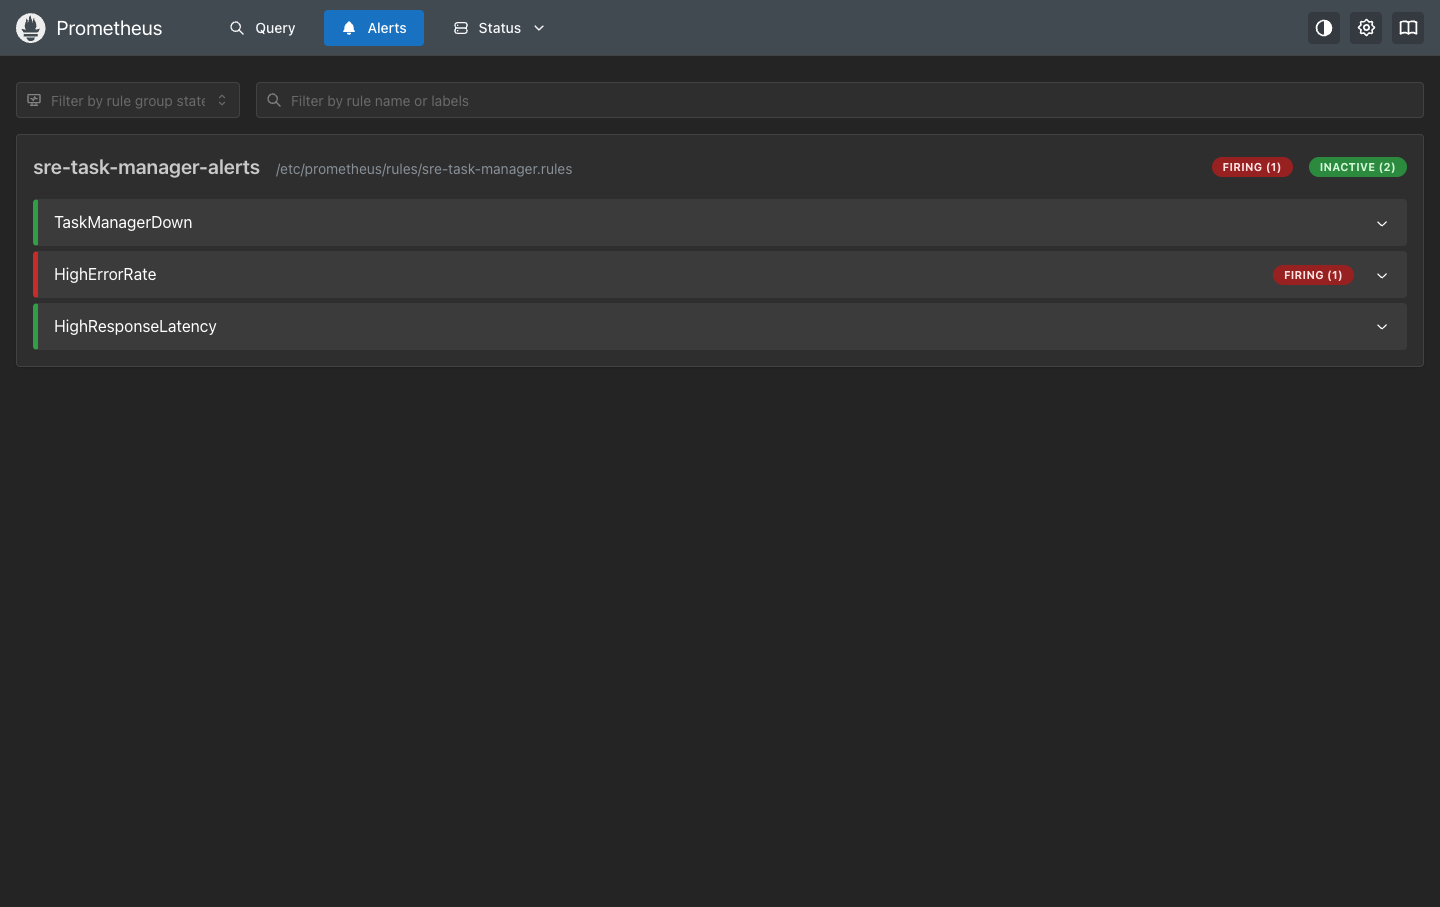 Prometheus Query Alerts Status
Filter by rule group state Filter by rule name or labels
sre-task-manager-alerts /etc/prometheus/rules/sre-task-manager.rules FIRING (1) INACTIVE (2)
TaskManagerDown
HighErrorRate FIRING (1)
HighResponseLatency